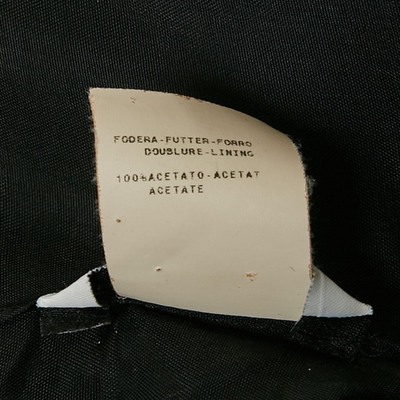 FODERA-FUTTER-FORRO
DOUBLURE-LINING
100%ACETATO-ACETAT
ACETATE